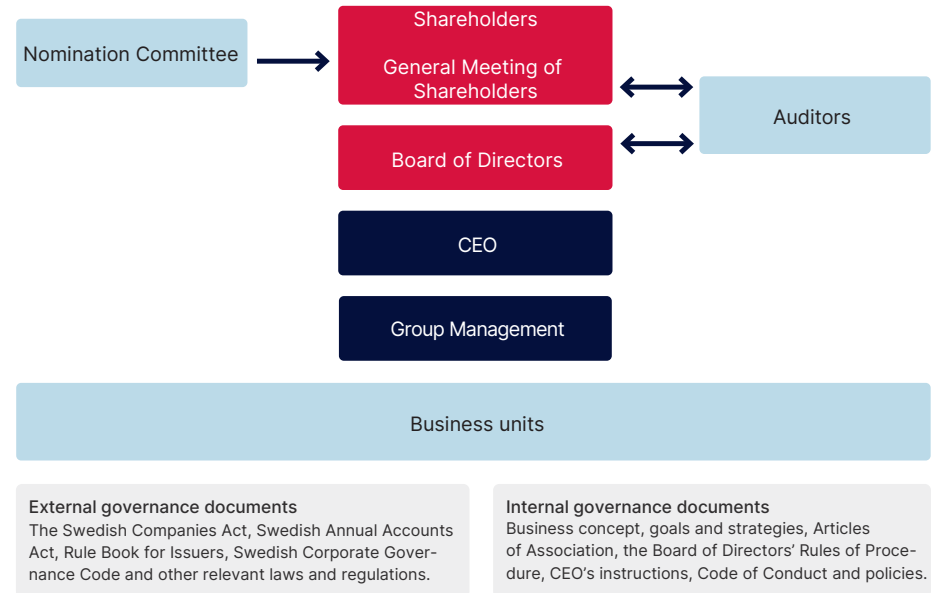 Shareholders
Nomination Committee
General Meeting of
Shareholders
Auditors
Board of Directors
CEO
Group Management
Business units
External governance documents
The Swedish Companies Act, Swedish Annual Accounts
Act, Rule Book for Issuers, Swedish Corporate Gover-
nance Code and other relevant laws and regulations.
Internal governance documents
Business concept, goals and strategies, Articles
of Association, the Board of Directors’ Rules of Proce-
dure, CEO’s instructions, Code of Conduct and policies.